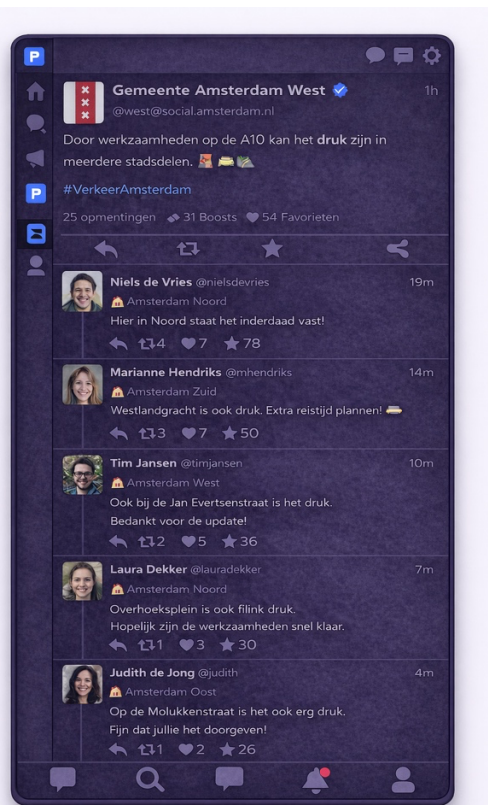 P
Gemeente Amsterdam West 1h
@west@social.amsterdam.nl
Door werkzaamheden op de A10 kan het druk zijn in
meerdere stadsdelen.
P
#VerkeerAmsterdam
25 opmentingen 31 Boosts 54 Favorieten
Niels de Vries @nielsdevries 19m
Amsterdam Noord
Hier in Noord staat het inderdaad vast!
4 7 78
Marianne Hendriks @mhendriks 14m
Amsterdam Zuid
Westlandgracht is ook druk. Extra reistijd plannen!
3 7 50
Tim Jansen @timjansen 10m
Amsterdam West
Ook bij de Jan Evertsenstraat is het druk.
Bedankt voor de update!
2 5 36
Laura Dekker @lauradekker 7m
Amsterdam Noord
Overhoeksplein is ook filink druk.
Hopelijk zijn de werkzaamheden snel klaar.
1 3 30
Judith de Jong @judith 4m
Amsterdam Oost
Op de Molukkenstraat is het ook erg druk.
Fijn dat jullie het doorgeven!
1 2 26